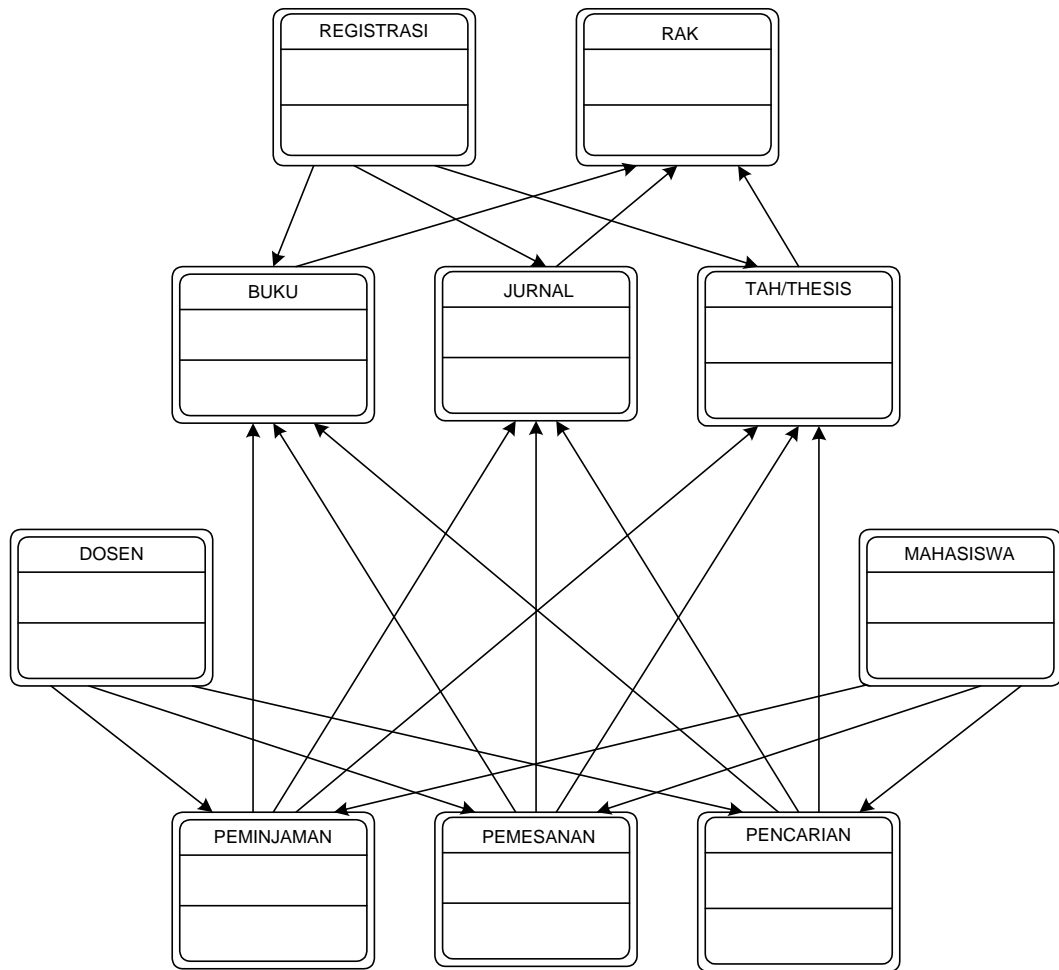 REGISTRASI
RAK
BUKU
JURNAL
TAH/THESIS
DOSEN
MAHASISWA
PEMINJAMAN
PEMESANAN
PENCARIAN